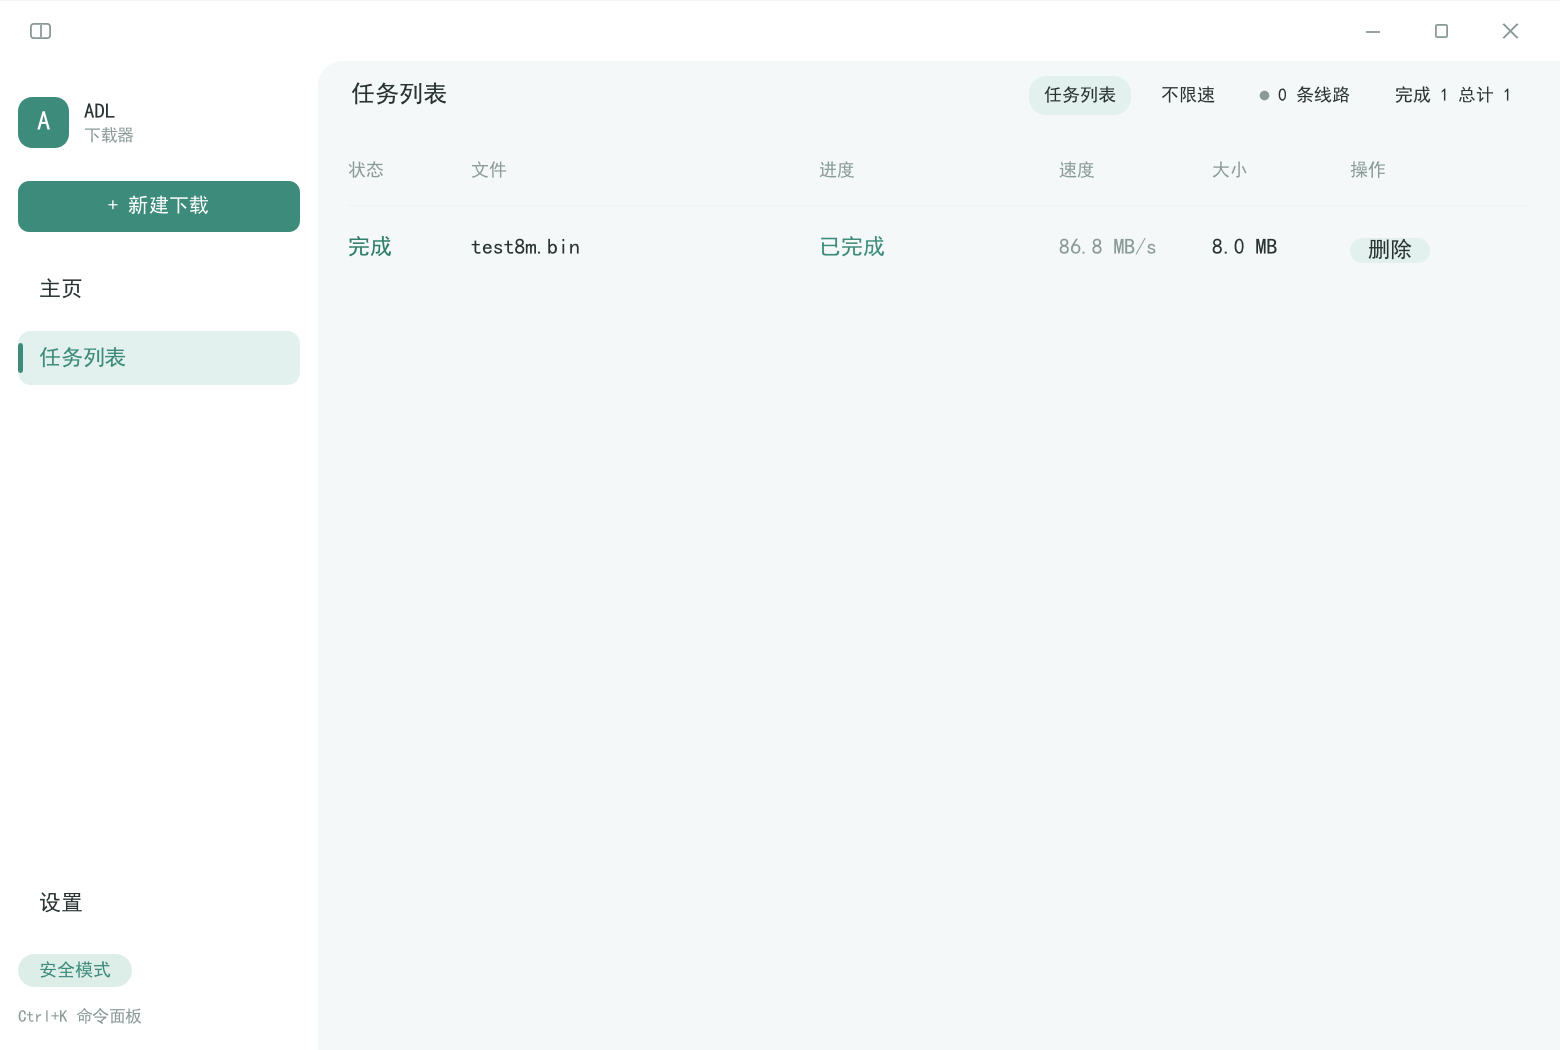 A
ADL
下载器
+ 新建下载
主页
任务列表
设置
安全模式
Ctrl+K 命令面板
任务列表
任务列表 不限速 0 条线路 完成 1 总计 1
状态 文件 进度 速度 大小 操作
完成 test8m.bin 已完成 86.8 MB/s 8.0 MB 删除